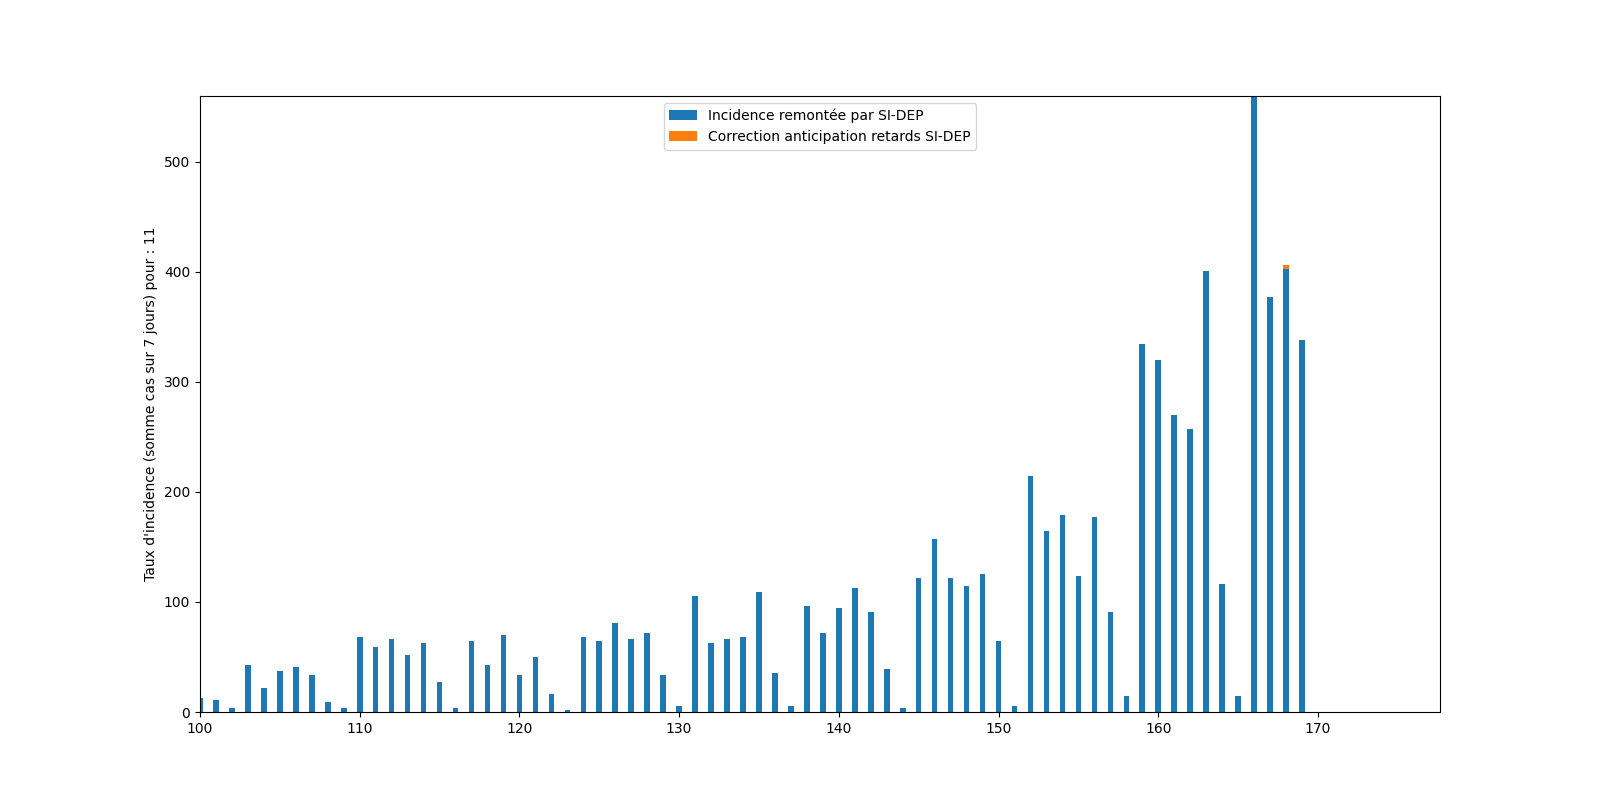 Incidence remontée par SI-DEP
Correction anticipation retards SI-DEP
Taux d'incidence (somme cas sur 7 jours) pour : 11
500
400
300
200
100
0
100 110 120 130 140 150 160 170